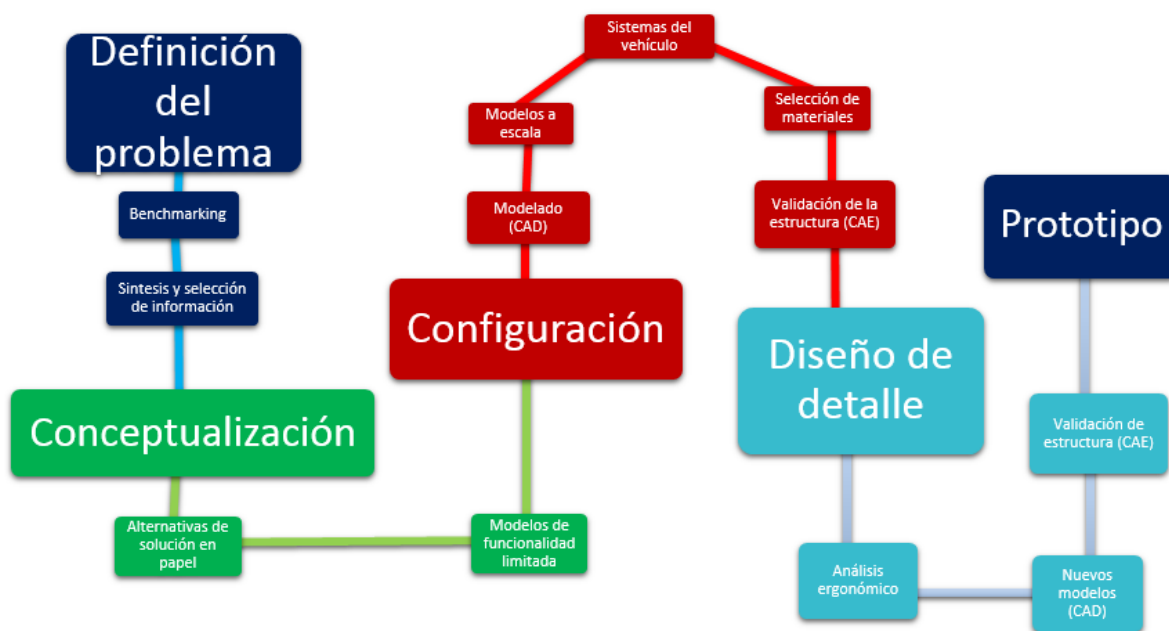 Definición
del
problema
Benchmarking
Sintesis y selección
de información
Conceptualización
Alternativas de
solución en
papel
Modelos de
funcionalidad
limitada
Configuración
Modelado
(CAD)
Modelos a
escala
Sistemas del
vehículo
Selección de
materiales
Validación de la
estructura (CAE)
Diseño de
detalle
Análisis
ergonómico
Nuevos
modelos
(CAD)
Validación de
estructura (CAE)
Prototipo